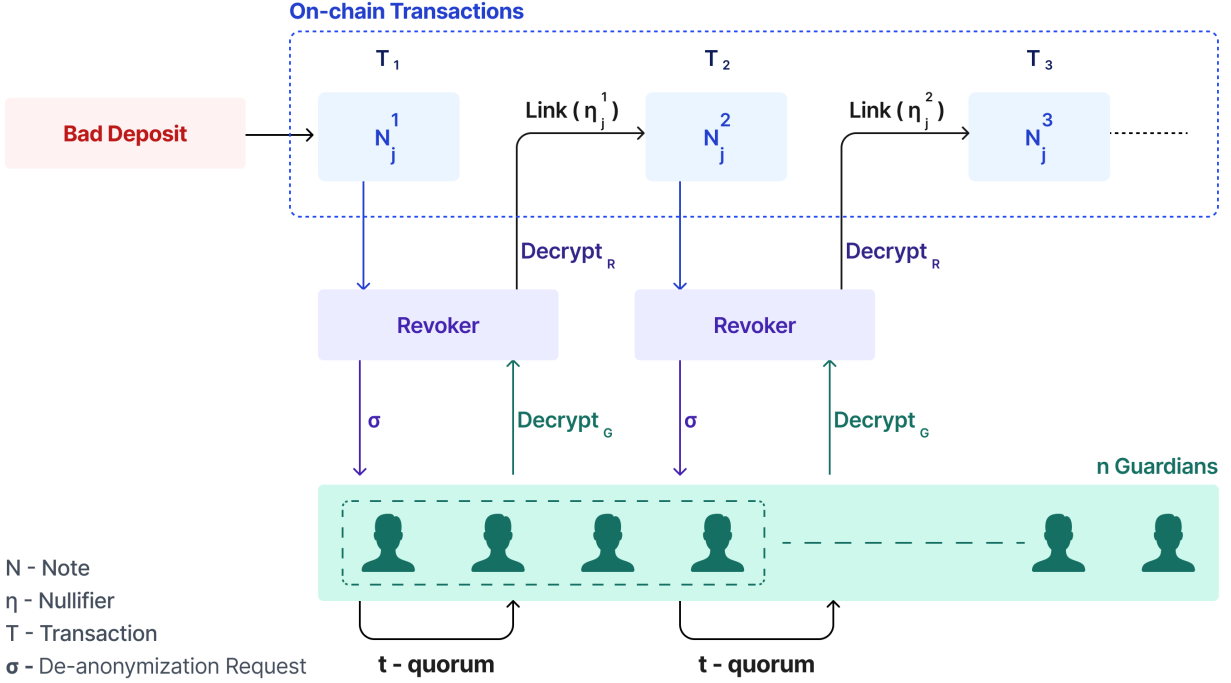 On-chain Transactions
T 1
T 2
T 3
Bad Deposit
N 1 j
Link ( η 1 j )
N 2 j
Link ( η 2 j )
N 3 j
Decrypt R
Decrypt R
Revoker
Revoker
σ
Decrypt G
σ
Decrypt G
n Guardians
N - Note
η - Nullifier
T - Transaction
σ - De-anonymization Request
t - quorum
t - quorum